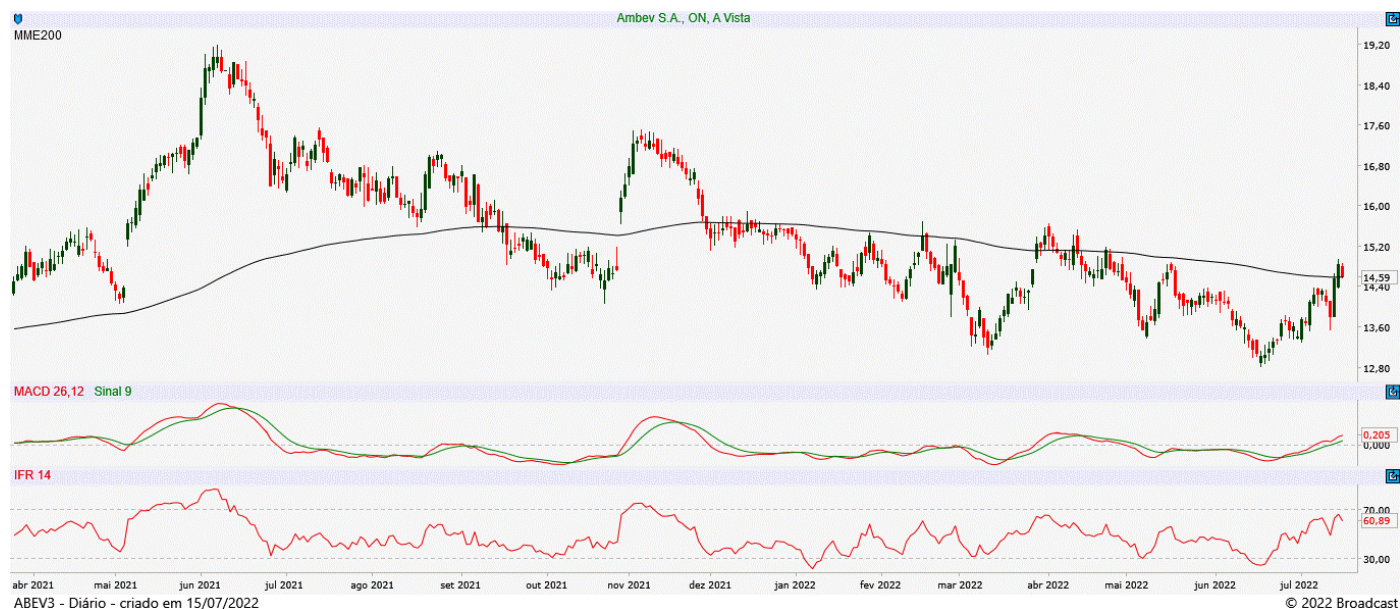 Ambev S.A., ON, A Vista
MME200
19,20
18,40
17,60
16,80
16,00
15,20
14,59
14,40
13,60
12,80
MACD 26,12 Sinal 9
0,205
0,000
IFR 14
70,00
60,89
30,00
abr 2021 mai 2021 jun 2021 jul 2021 ago 2021 set 2021 out 2021 nov 2021 dez 2021 jan 2022 fev 2022 mar 2022 abr 2022 mai 2022 jun 2022 jul 2022
ABEV3 - Diário - criado em 15/07/2022 © 2022 Broadcast